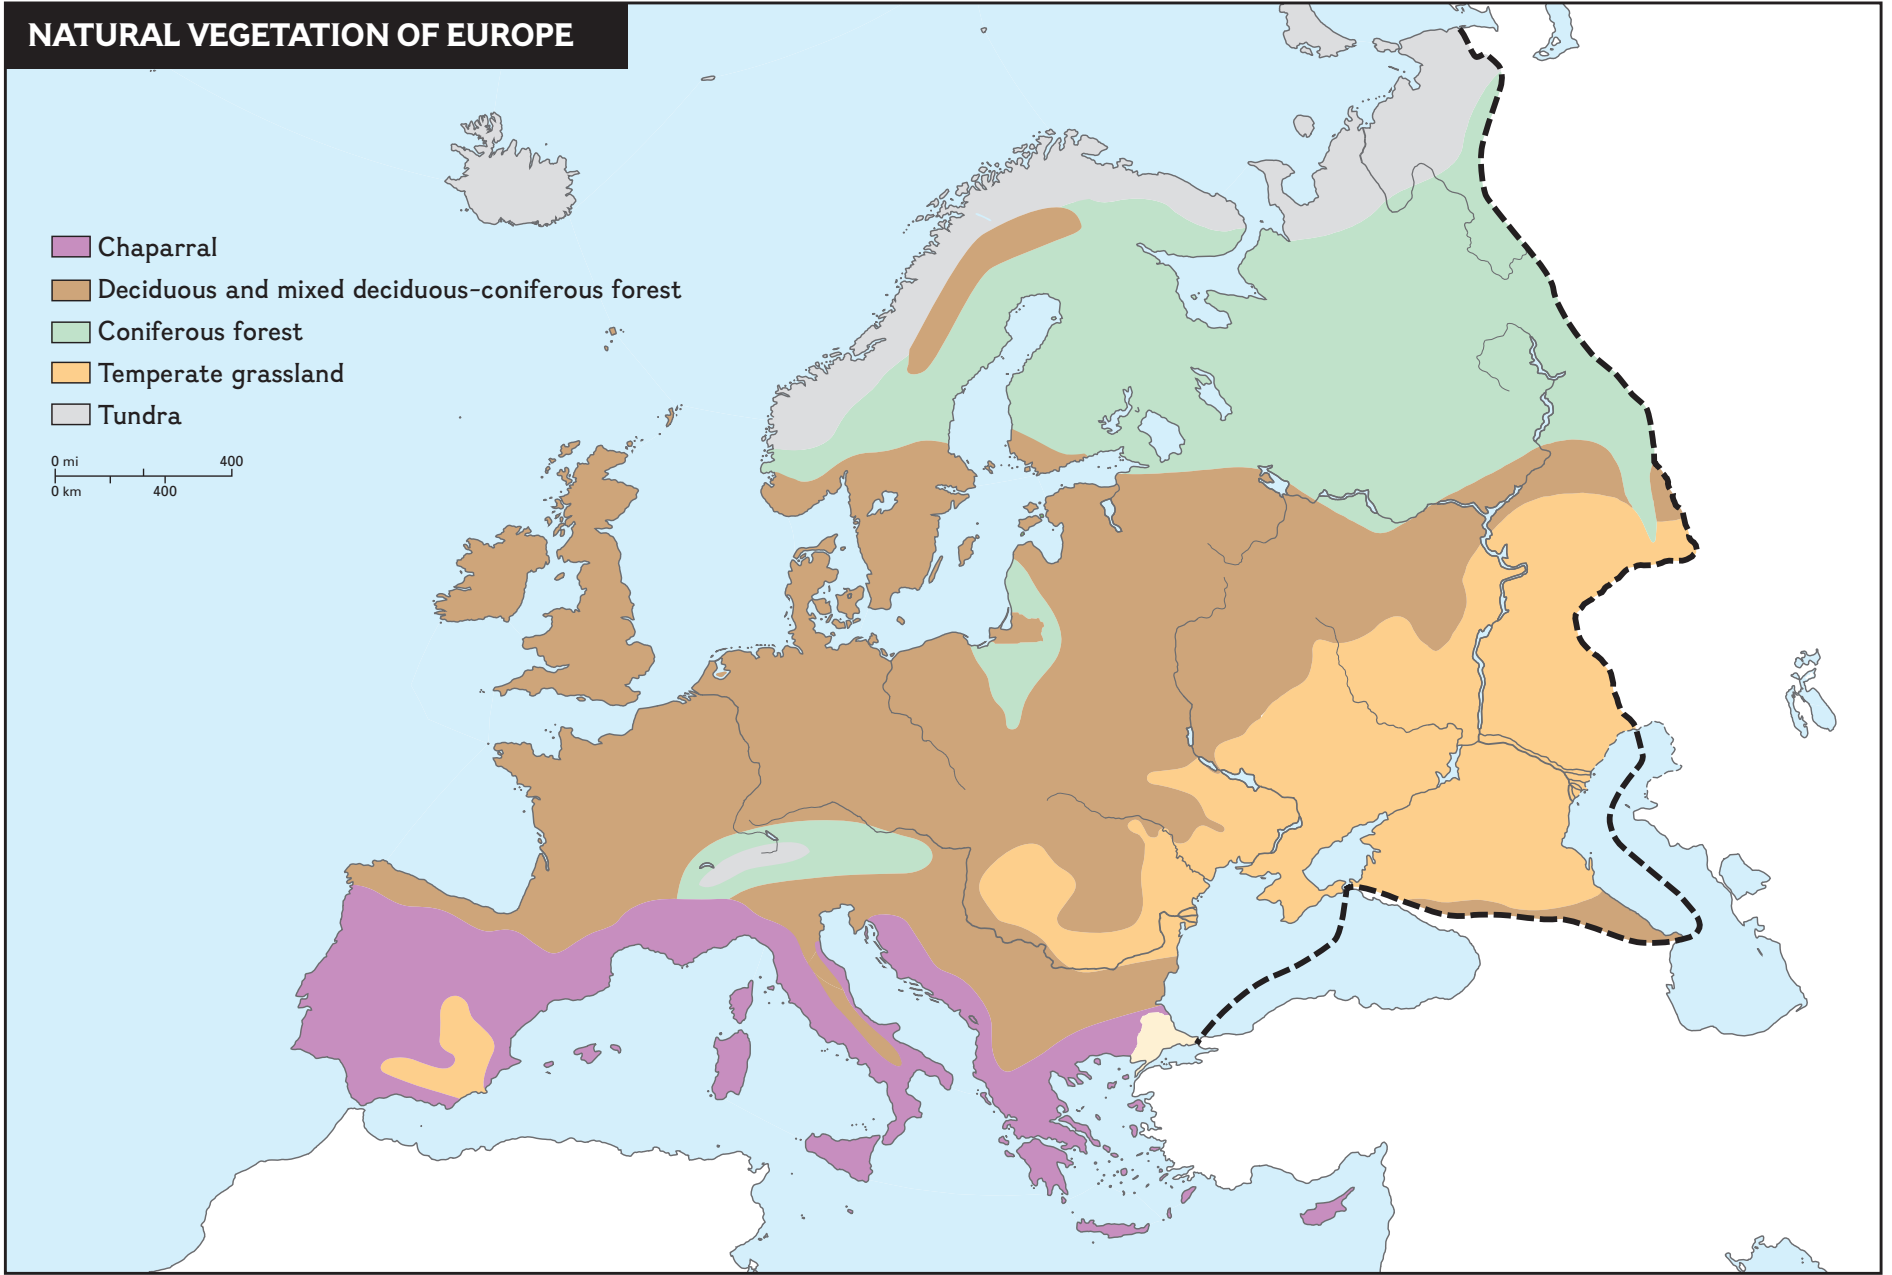 NATURAL VEGETATION OF EUROPE
Chaparral
Deciduous and mixed deciduous-coniferous forest
Coniferous forest
Temperate grassland
Tundra
0 mi 400
0 km 400